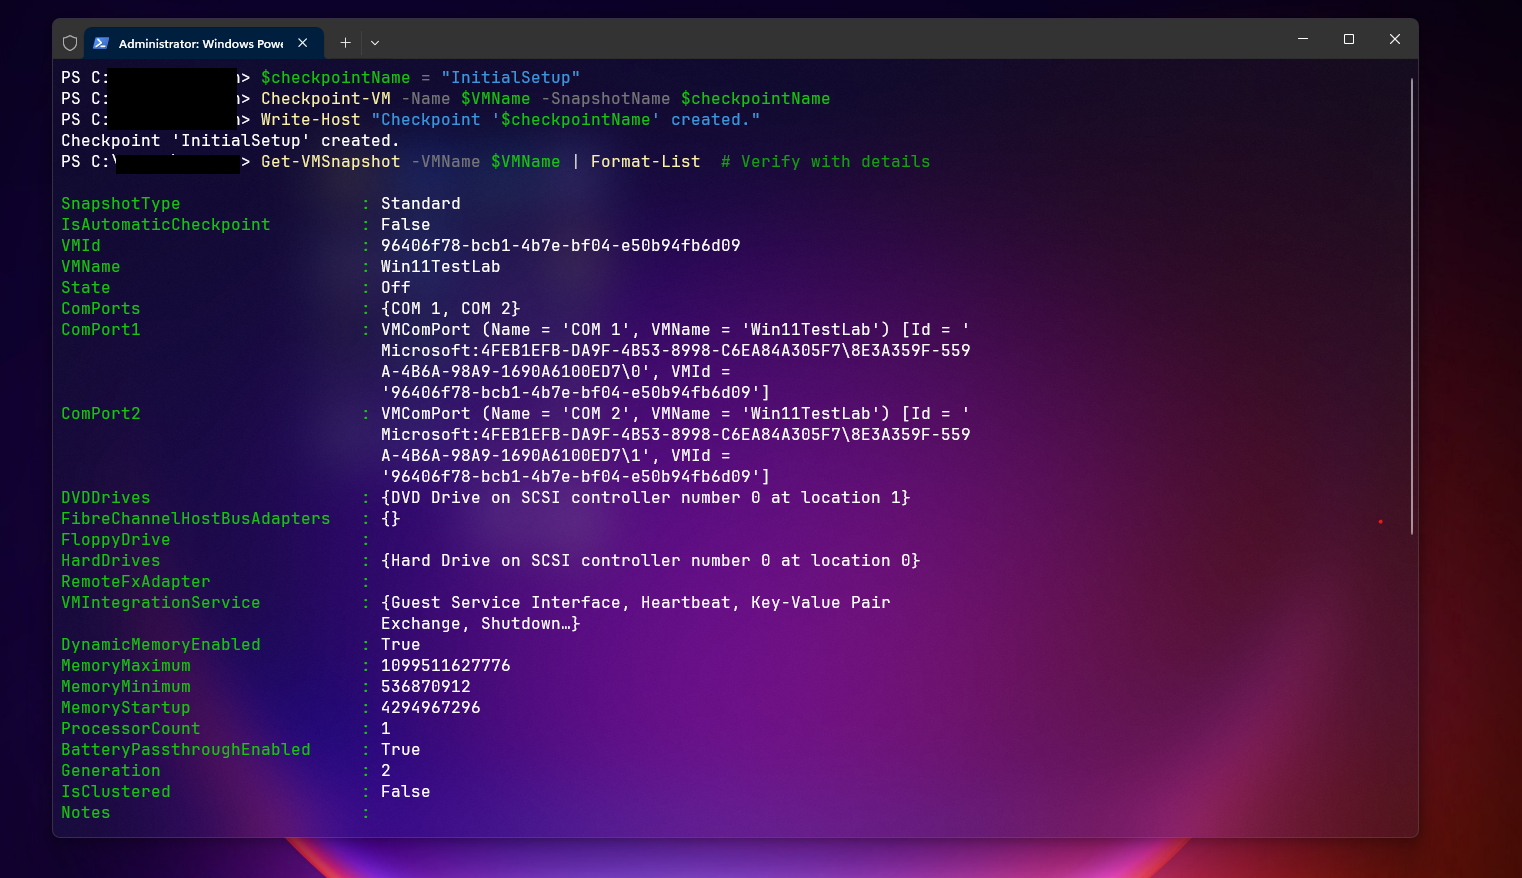 Administrator: Windows Powe
PS C: > $checkpointName = "InitialSetup"
PS C: > Checkpoint-VM -Name $VMName -SnapshotName $checkpointName
PS C: > Write-Host "Checkpoint '$checkpointName' created."
Checkpoint 'InitialSetup' created.
PS C:\ > Get-VMSnapshot -VMName $VMName | Format-List  # Verify with details
SnapshotType : Standard
IsAutomaticCheckpoint : False
VMId : 96406f78-bcb1-4b7e-bf04-e50b94fb6d09
VMName : Win11TestLab
State : Off
ComPorts : {COM 1, COM 2}
ComPort1 : VMComPort (Name = 'COM 1', VMName = 'Win11TestLab') [Id = '
Microsoft:4FEB1EFB-DA9F-4B53-8998-C6EA84A305F7\8E3A359F-559
A-4B6A-98A9-1690A6100ED7\0', VMId =
'96406f78-bcb1-4b7e-bf04-e50b94fb6d09']
ComPort2 : VMComPort (Name = 'COM 2', VMName = 'Win11TestLab') [Id = '
Microsoft:4FEB1EFB-DA9F-4B53-8998-C6EA84A305F7\8E3A359F-559
A-4B6A-98A9-1690A6100ED7\1', VMId =
'96406f78-bcb1-4b7e-bf04-e50b94fb6d09']
DVDDrives : {DVD Drive on SCSI controller number 0 at location 1}
FibreChannelHostBusAdapters : {}
FloppyDrive :
HardDrives : {Hard Drive on SCSI controller number 0 at location 0}
RemoteFxAdapter :
VMIntegrationService : {Guest Service Interface, Heartbeat, Key-Value Pair
Exchange, Shutdown…}
DynamicMemoryEnabled : True
MemoryMaximum : 1099511627776
MemoryMinimum : 536870912
MemoryStartup : 4294967296
ProcessorCount : 1
BatteryPassthroughEnabled : True
Generation : 2
IsClustered : False
Notes :